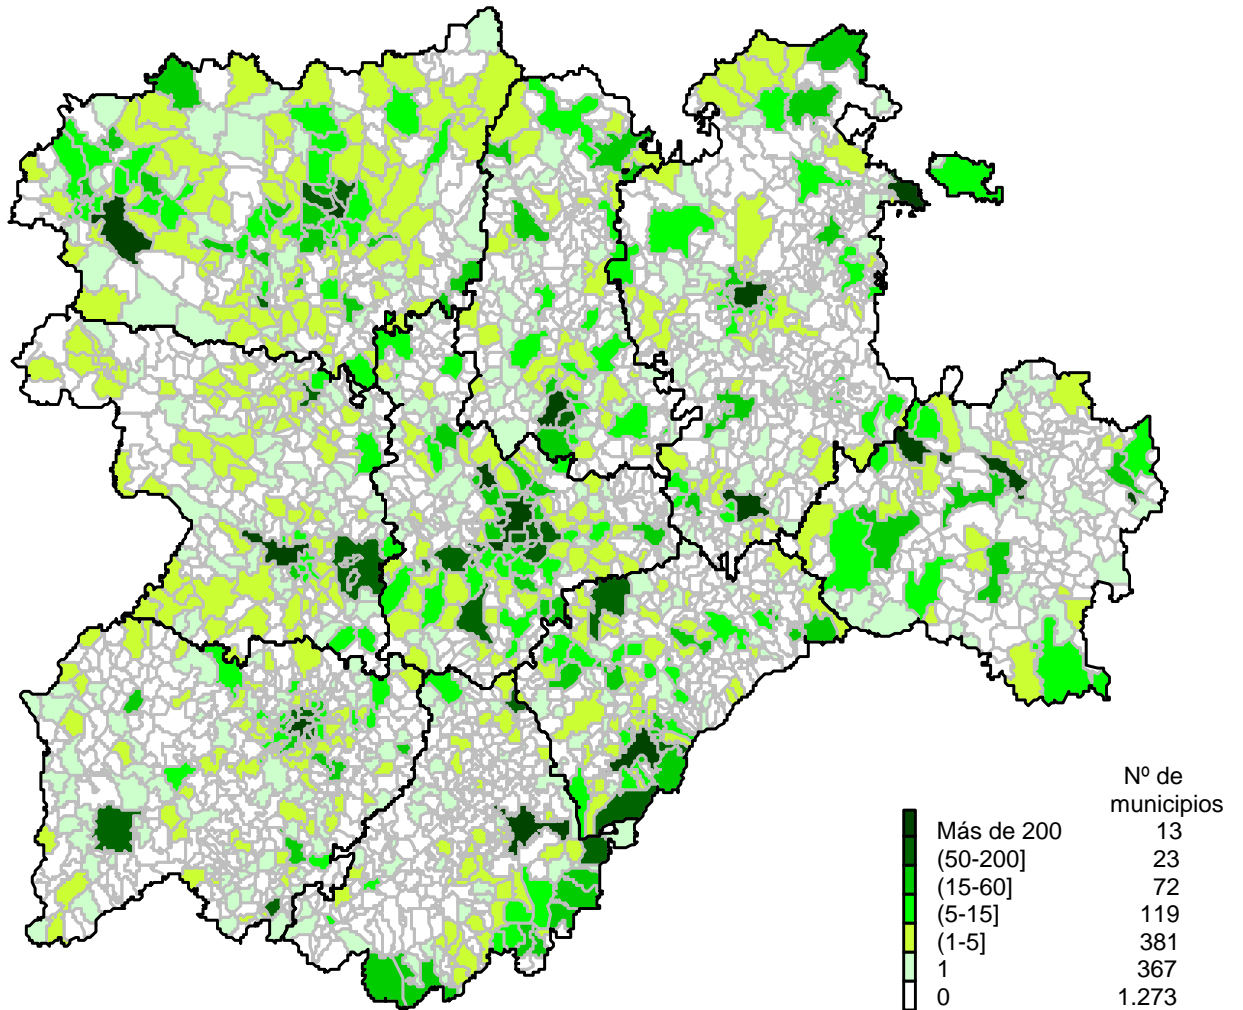 Nº de
municipios
Más de 200 13
(50-200] 23
(15-60] 72
(5-15] 119
(1-5] 381
1 367
0 1.273